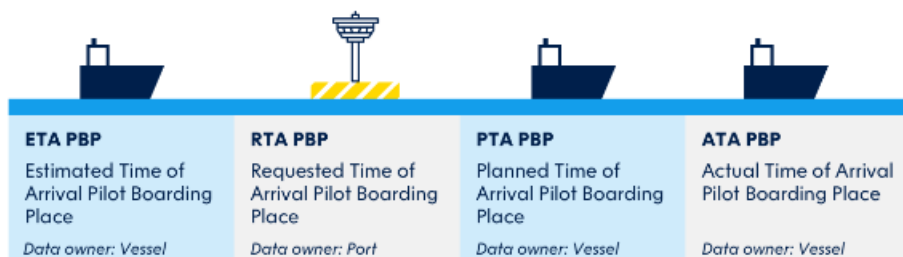 ETA PBP
Estimated Time of
Arrival Pilot Boarding
Place
Data owner: Vessel
RTA PBP
Requested Time of
Arrival Pilot Boarding
Place
Data owner: Port
PTA PBP
Planned Time of
Arrival Pilot Boarding
Place
Data owner: Vessel
ATA PBP
Actual Time of Arrival
Pilot Boarding Place
Data owner: Vessel